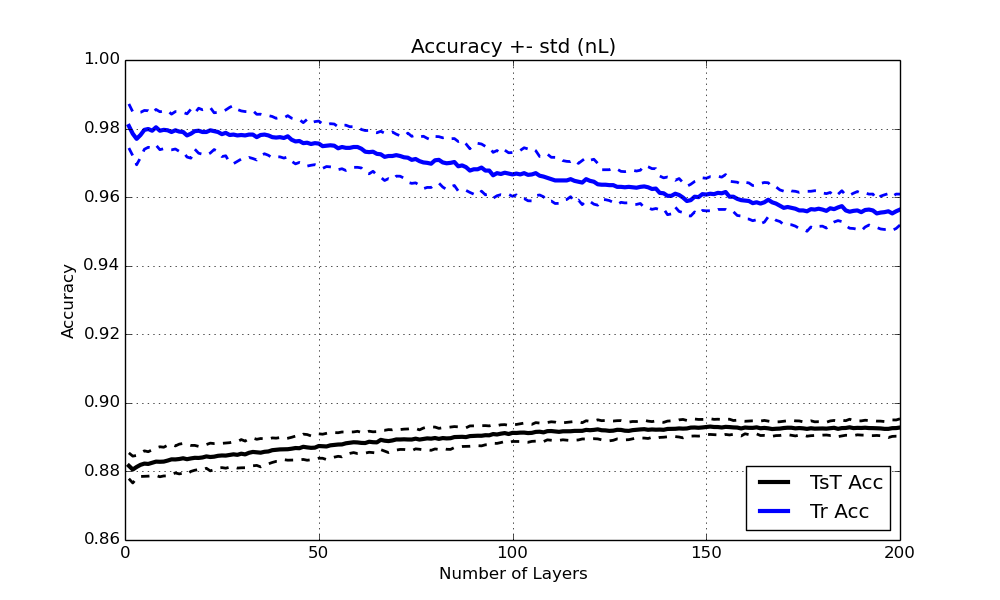 Accuracy +- std (nL)
1.00
0.98
0.96
0.94
0.92
0.90
0.88
0.86
Accuracy
TsT Acc
Tr Acc
0 50 100 150 200
Number of Layers